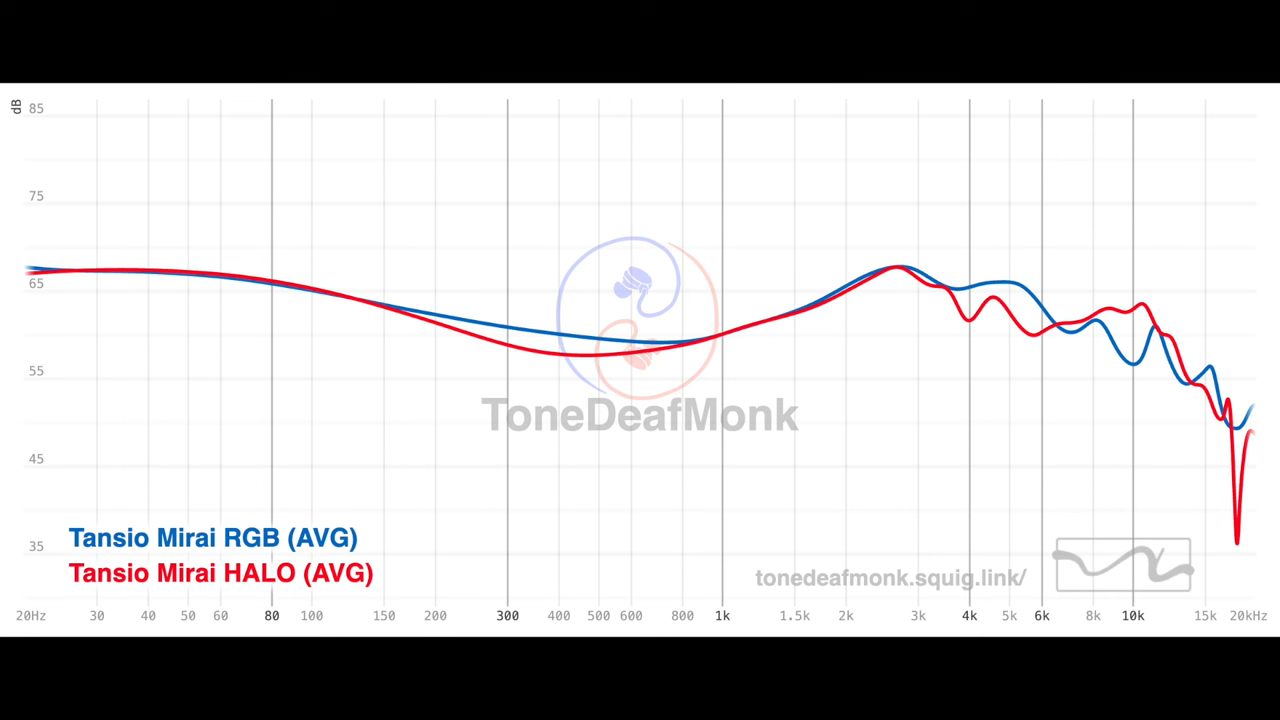 dB
85
75
65
55
45
35
ToneDeafMonk
Tansio Mirai RGB (AVG)
Tansio Mirai HALO (AVG)
tonedeafmonk.squig.link/
20Hz 30 40 50 60 80 100 150 200 300 400 500 600 800 1k 1.5k 2k 3k 4k 5k 6k 8k 10k 15k 20kHz